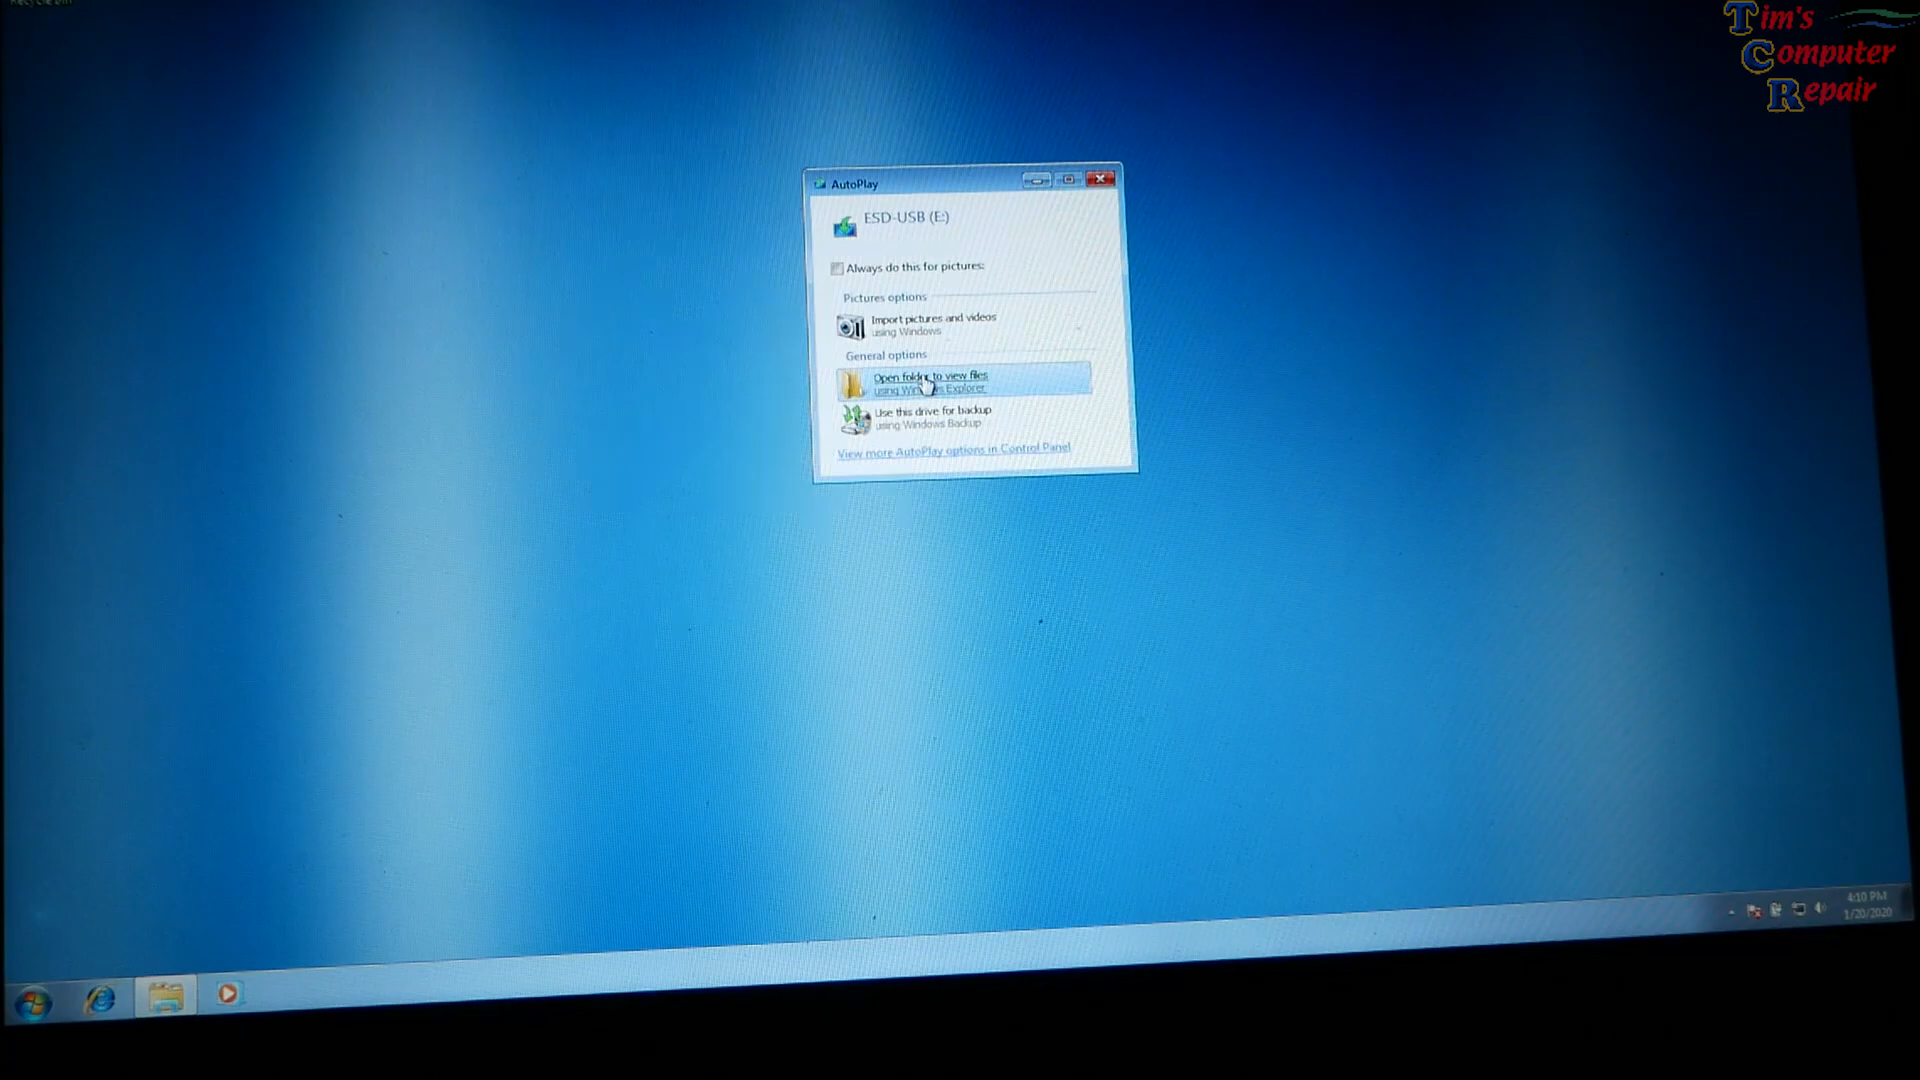 Recycle Bin
Tim's
Computer
Repair
AutoPlay
ESD-USB (E:)
Always do this for pictures:
Pictures options
Import pictures and videos
using Windows
General options
Open folder to view files
using Windows Explorer
Use this drive for backup
using Windows Backup
View more AutoPlay options in Control Panel
4:10 PM
1/20/2020